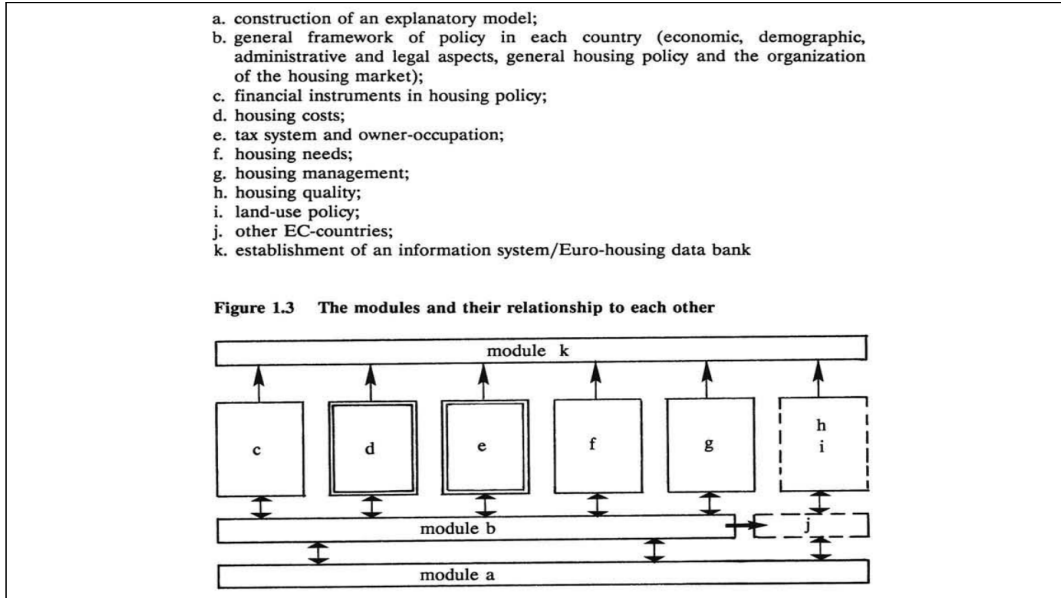 a. construction of an explanatory model;
b. general framework of policy in each country (economic, demographic,
administrative and legal aspects, general housing policy and the organization
of the housing market);
c. financial instruments in housing policy;
d. housing costs;
e. tax system and owner-occupation;
f. housing needs;
g. housing management;
h. housing quality;
i. land-use policy;
j. other EC-countries;
k. establishment of an information system/Euro-housing data bank
Figure 1.3 The modules and their relationship to each other
module k
c
d
e
f
g
h
i
module b
j
module a